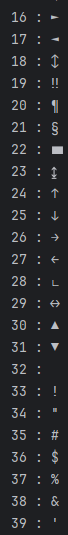 16 : ►
17 : ◄
18 : ↕
19 : ‼
20 : ¶
21 : §
22 : ▬
23 : ↨
24 : ↑
25 : ↓
26 : →
27 : ←
28 : ∟
29 : ↔
30 : ▲
31 : ▼
32 :
33 : !
34 : "
35 : #
36 : $
37 : %
38 : &
39 : '